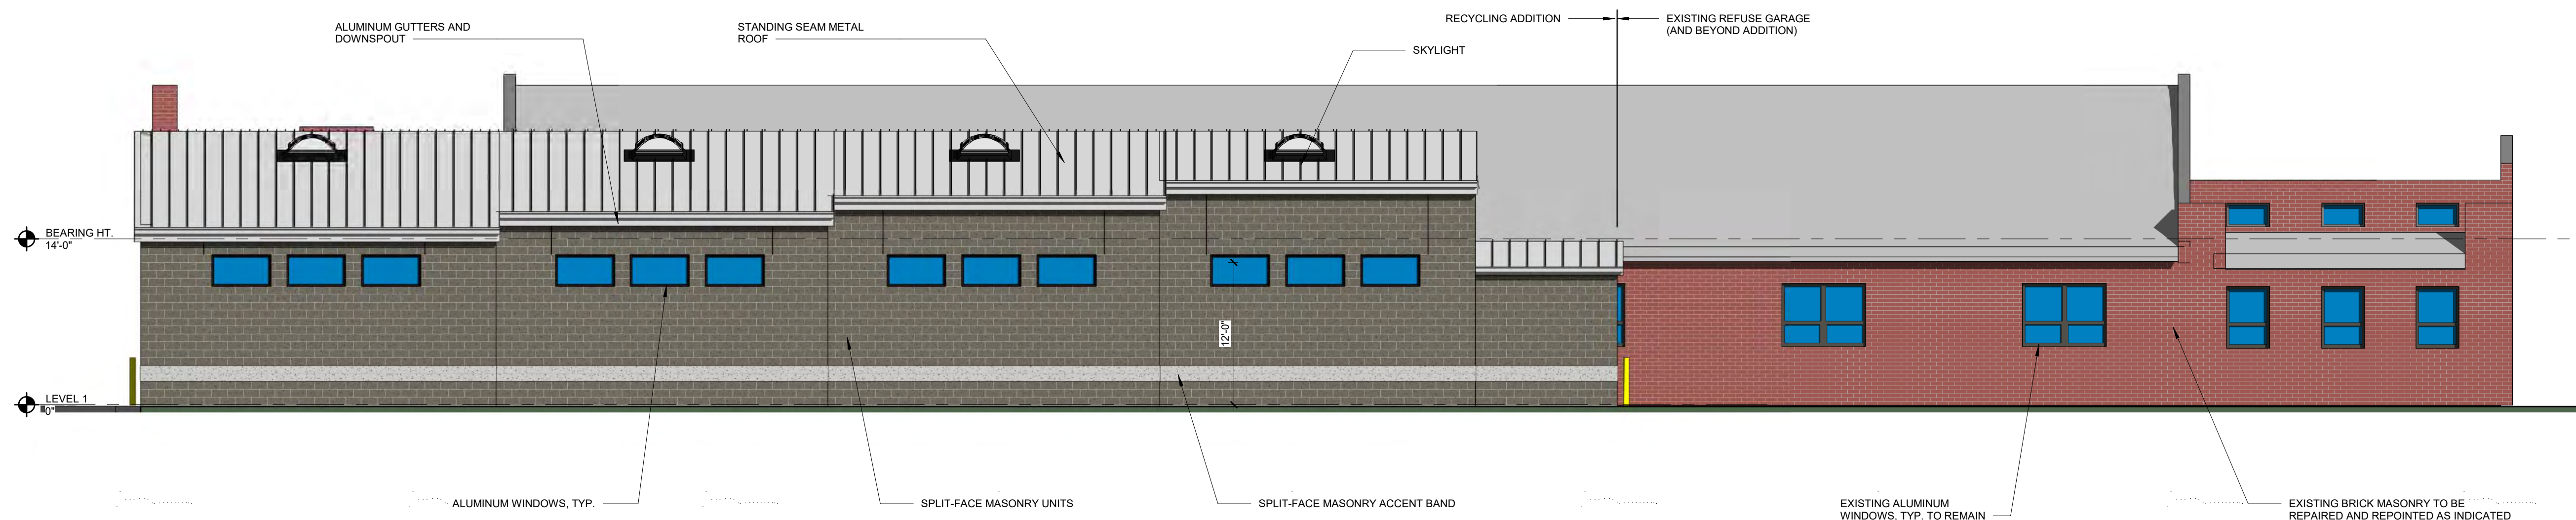 RECYCLING ADDITION
EXISTING REFUSE GARAGE
(AND BEYOND ADDITION)
ALUMINUM GUTTERS AND
DOWNSPOUT
STANDING SEAM METAL
ROOF
SKYLIGHT
BEARING HT.
14'-0"
12'-0"
LEVEL 1
0"
ALUMINUM WINDOWS, TYP.
SPLIT-FACE MASONRY UNITS
SPLIT-FACE MASONRY ACCENT BAND
EXISTING ALUMINUM
WINDOWS, TYP. TO REMAIN
EXISTING BRICK MASONRY TO BE
REPAIRED AND REPOINTED AS INDICATED